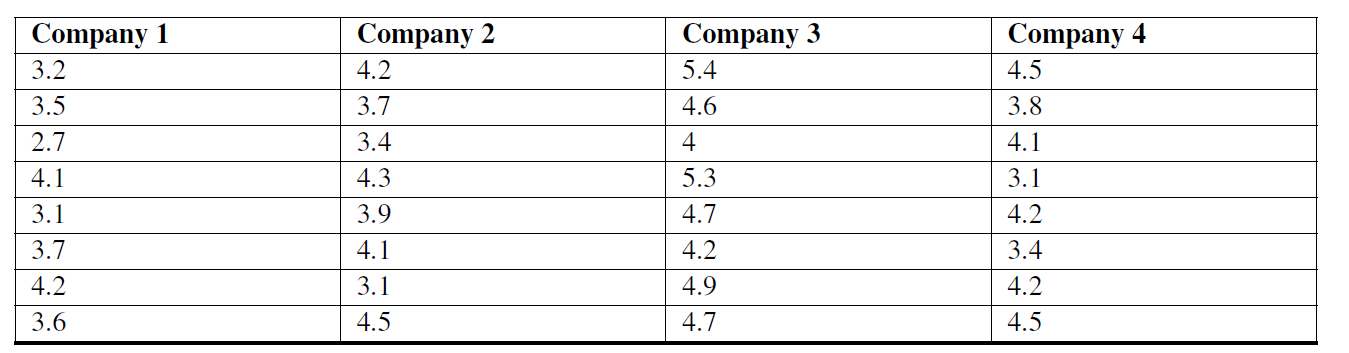 Company 1 Company 2 Company 3 Company 4
3.2 4.2 5.4 4.5
3.5 3.7 4.6 3.8
2.7 3.4 4 4.1
4.1 4.3 5.3 3.1
3.1 3.9 4.7 4.2
3.7 4.1 4.2 3.4
4.2 3.1 4.9 4.2
3.6 4.5 4.7 4.5